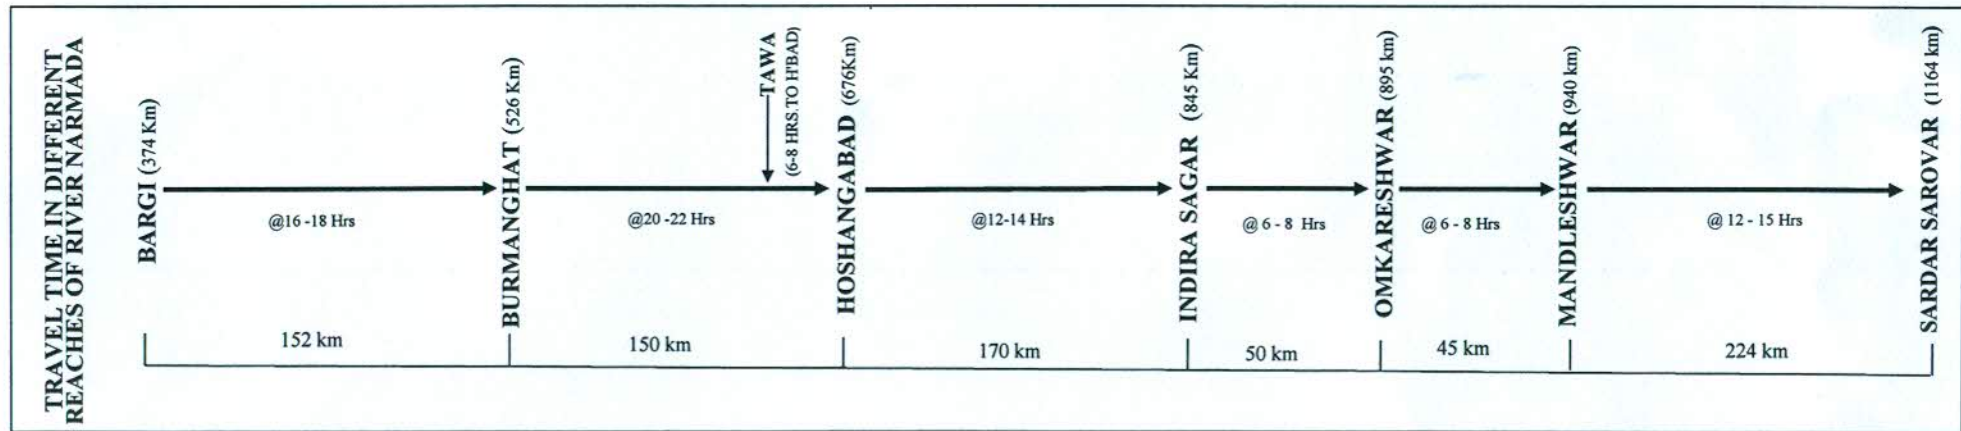 TRAVEL TIME IN DIFFERENT
REACHES OF RIVER NARMADA
BARGI (374 Km)
@16 -18 Hrs
152 km
BURMANGHAT (526 Km)
@20 -22 Hrs
150 km
TAWA
(6-8 HRS. TO H'BAD)
HOSHANGABAD (676Km)
@12-14 Hrs
170 km
INDIRA SAGAR (845 Km)
@ 6 - 8 Hrs
50 km
OMKARESHWAR (895 km)
@ 6 - 8 Hrs
45 km
MANDLESHWAR (940 km)
@ 12 - 15 Hrs
224 km
SARDAR SAROVAR (1164 km)